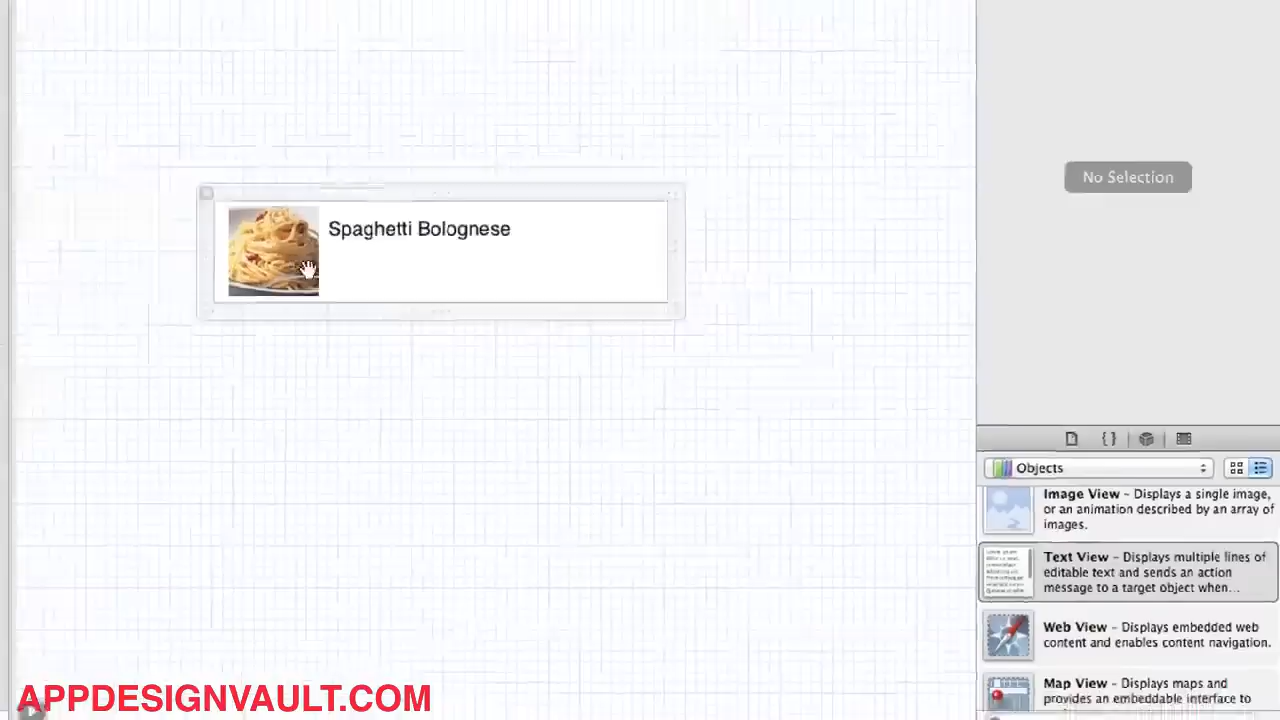 No Selection
Spaghetti Bolognese
{ }
Objects
Image View - Displays a single image,
or an animation described by an array of
images.
Text View - Displays multiple lines of
editable text and sends an action
message to a target object when...
Web View - Displays embedded web
content and enables content navigation.
Map View - Displays maps and
provides an embeddable interface to
APPDESIGNVAULT.COM